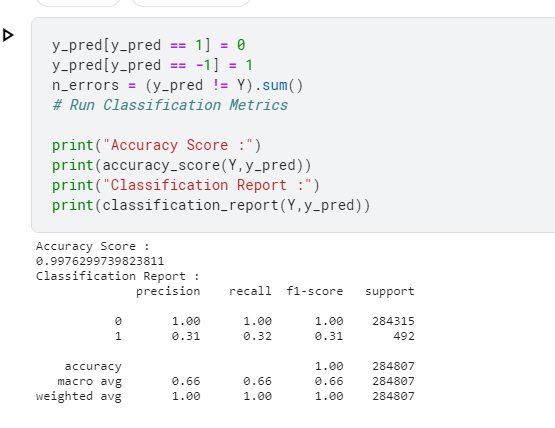 y_pred[y_pred == 1] = 0
y_pred[y_pred == -1] = 1
n_errors = (y_pred != Y).sum()
# Run Classification Metrics
print("Accuracy Score :")
print(accuracy_score(Y,y_pred))
print("Classification Report :")
print(classification_report(Y,y_pred))
Accuracy Score :
0.9976299739823811
Classification Report :
precision recall f1-score support
0 1.00 1.00 1.00 284315
1 0.31 0.32 0.31 492
accuracy 1.00 284807
macro avg 0.66 0.66 0.66 284807
weighted avg 1.00 1.00 1.00 284807